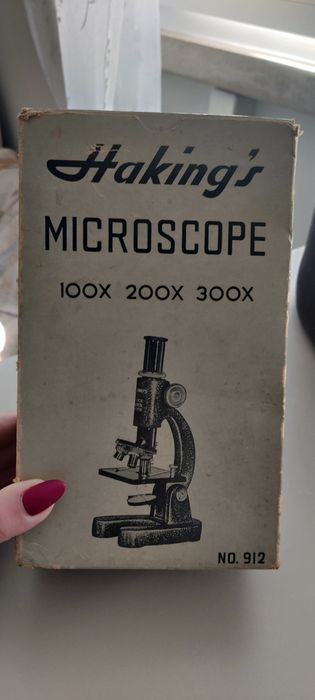 Haking's
MICROSCOPE
100X 200X 300X
NO. 912